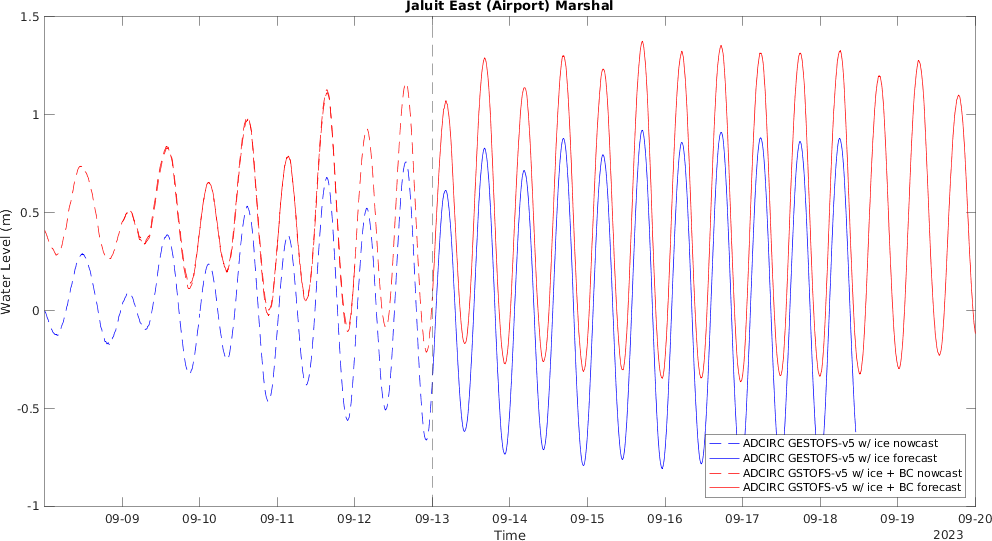 Jaluit East (Airport) Marshal
Water Level (m)
1.5
1
0.5
0
-0.5
-1
ADCIRC GESTOFS-v5 w/ ice nowcast
ADCIRC GESTOFS-v5 w/ ice forecast
ADCIRC GSTOFS-v5 w/ ice + BC nowcast
ADCIRC GSTOFS-v5 w/ ice + BC forecast
09-09 09-10 09-11 09-12 09-13 09-14 09-15 09-16 09-17 09-18 09-19 09-20
Time
2023